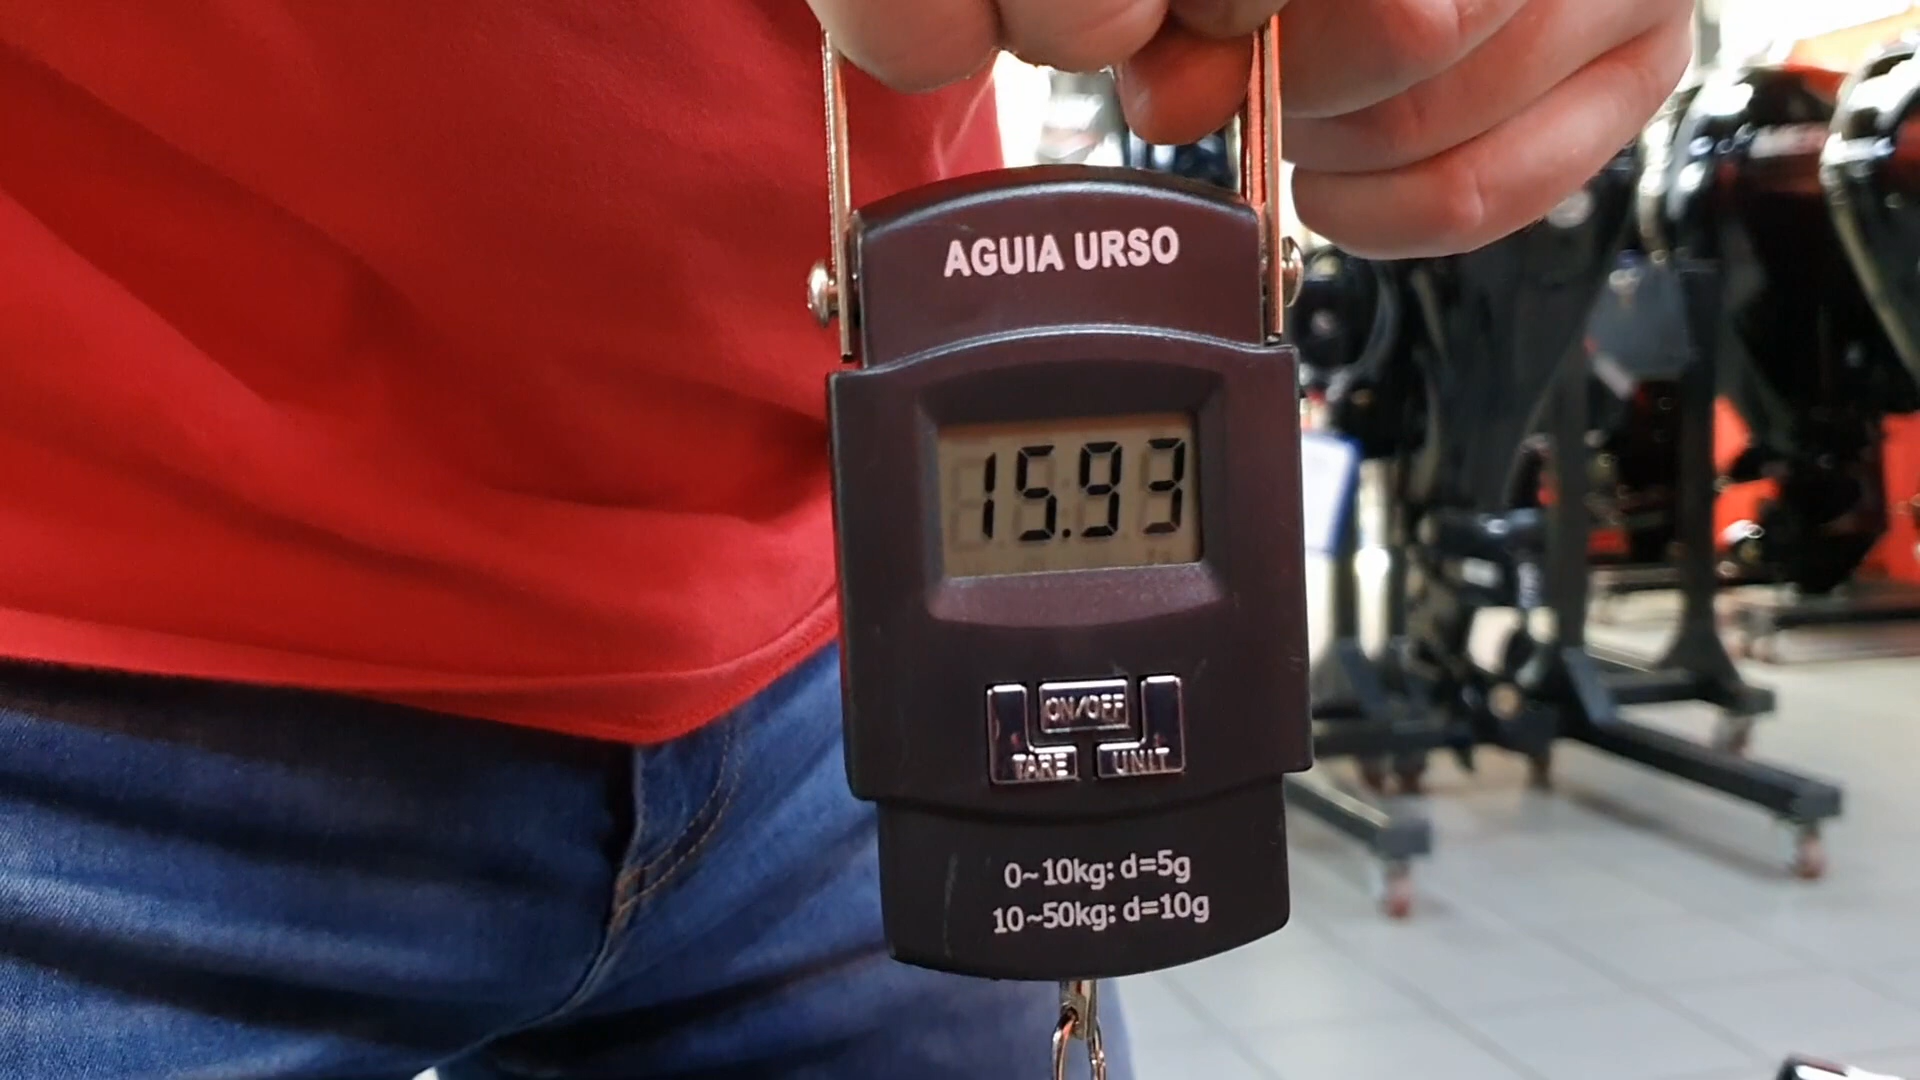 AGUIA URSO
15.93
ON/OFF
TARE UNIT
0~10kg: d=5g
10~50kg: d=10g